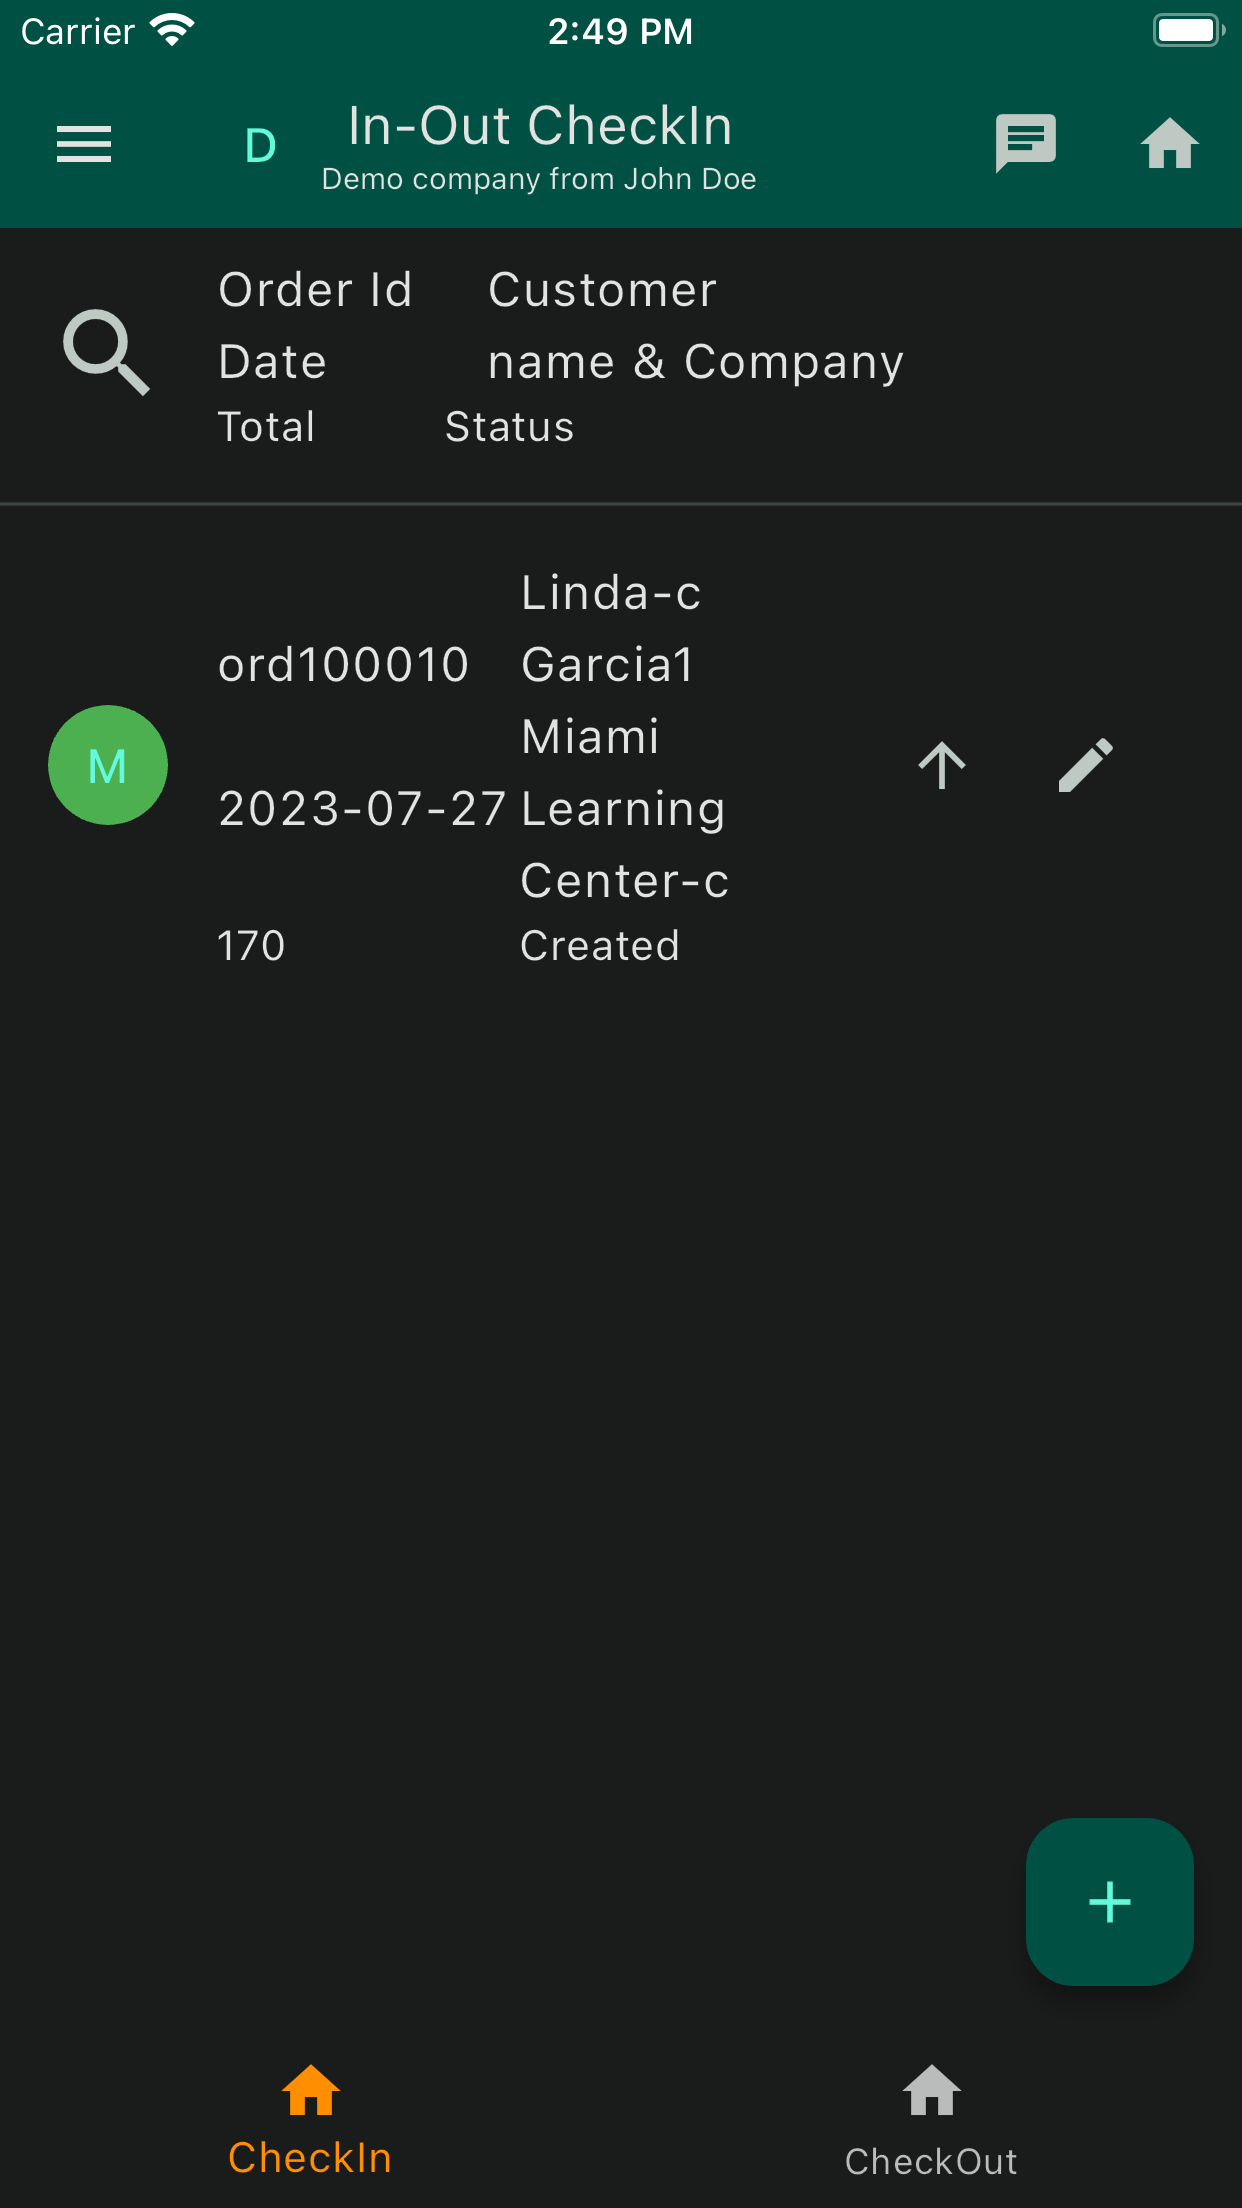 Carrier
2:49 PM
D
In-Out CheckIn
Demo company from John Doe
Order Id
Customer
Date
name & Company
Total
Status
M
ord100010
2023-07-27
170
Linda-c
Garcia1
Miami
Learning
Center-c
Created
CheckIn
CheckOut